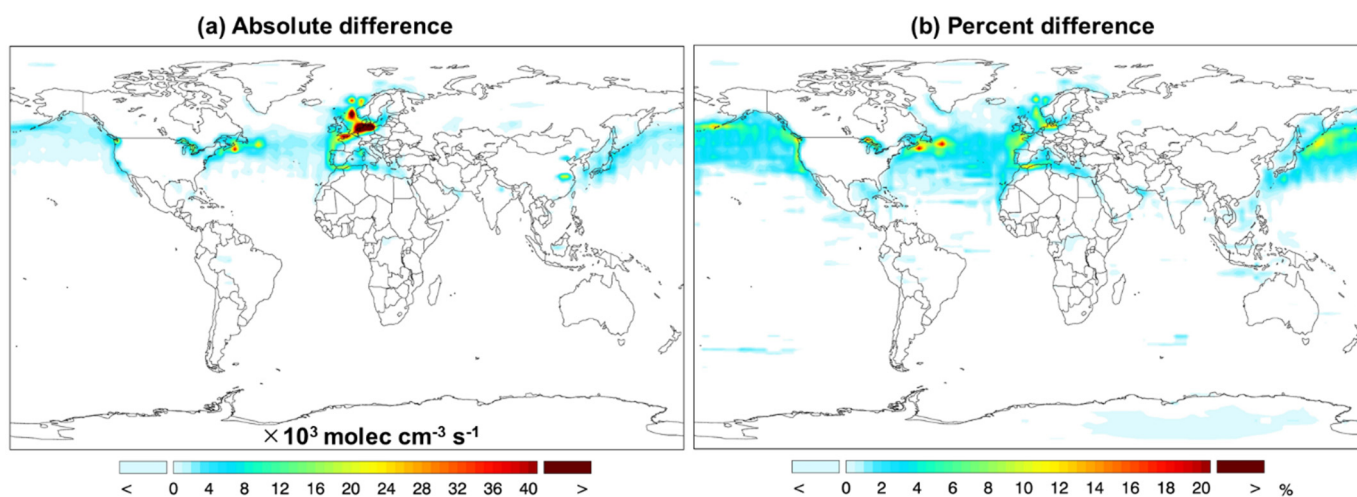 (a) Absolute difference
(b) Percent difference
×10³ molec cm⁻³ s⁻¹
< 0 4 8 12 16 20 24 28 32 36 40 >
< 0 2 4 6 8 10 12 14 16 18 20 > %